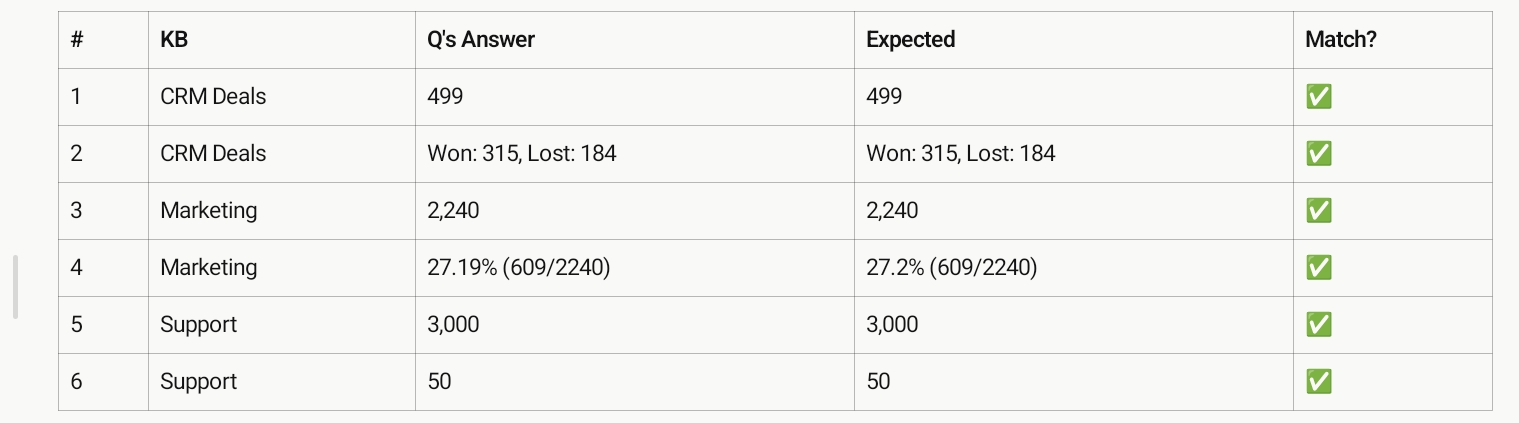 # KB Q's Answer Expected Match?
1 CRM Deals 499 499 ✅
2 CRM Deals Won: 315, Lost: 184 Won: 315, Lost: 184 ✅
3 Marketing 2,240 2,240 ✅
4 Marketing 27.19% (609/2240) 27.2% (609/2240) ✅
5 Support 3,000 3,000 ✅
6 Support 50 50 ✅